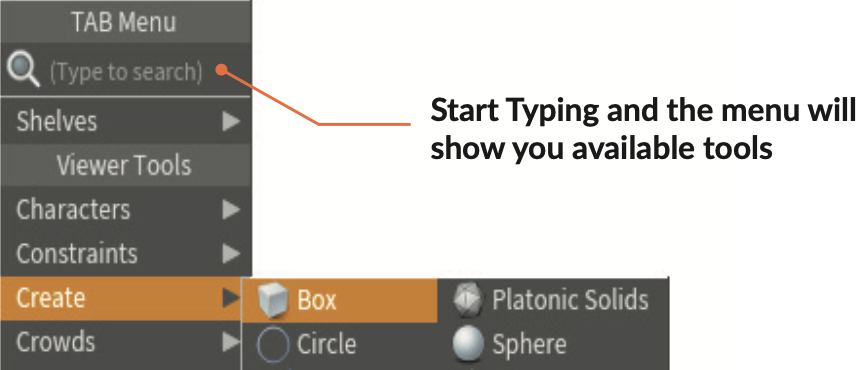 TAB Menu
(Type to search)
Start Typing and the menu will
show you available tools
Shelves
Viewer Tools
Characters
Constraints
Create
Box
Platonic Solids
Crowds
Circle
Sphere